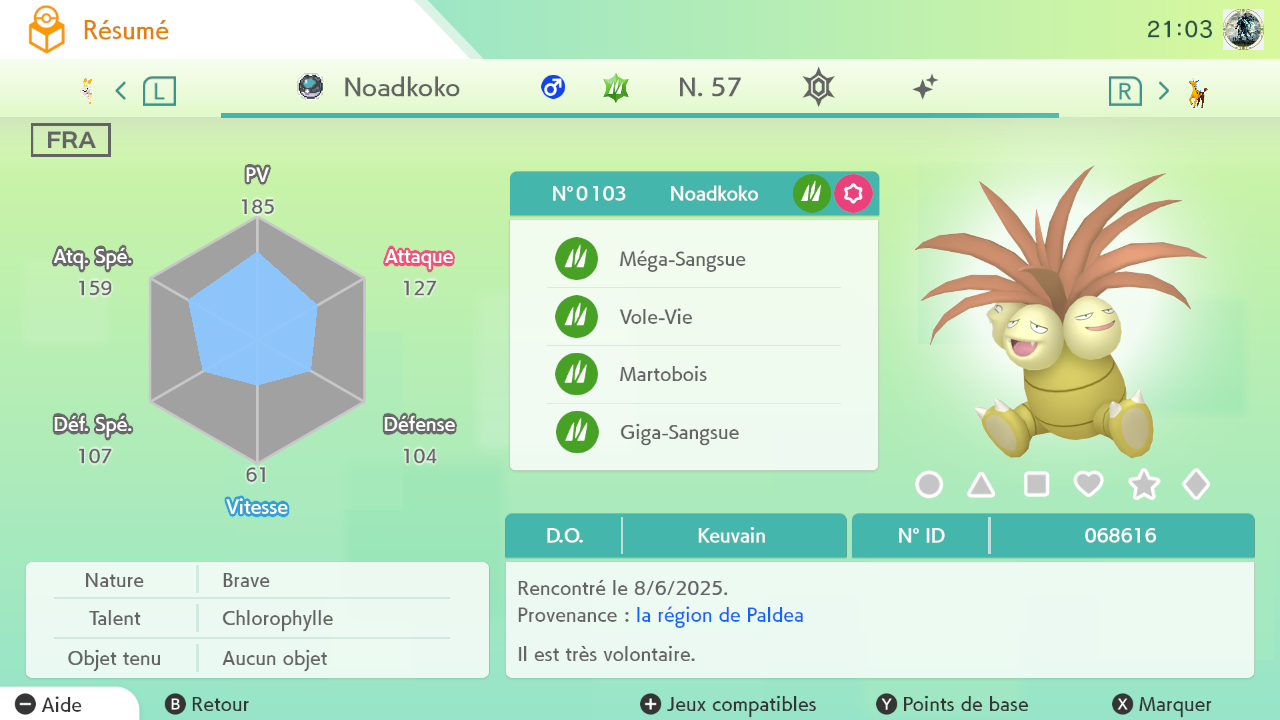 Résumé
21:03
L
Noadkoko
N. 57
R
FRA
PV
185
Atq. Spé.
159
Attaque
127
Déf. Spé.
107
Défense
104
61
Vitesse
N°0103 Noadkoko
Méga-Sangsue
Vole-Vie
Martobois
Giga-Sangsue
D.O. Keuvain N° ID 068616
Nature Brave
Talent Chlorophylle
Objet tenu Aucun objet
Rencontré le 8/6/2025.
Provenance : la région de Paldea
Il est très volontaire.
Aide
B Retour
Jeux compatibles
Y Points de base
X Marquer